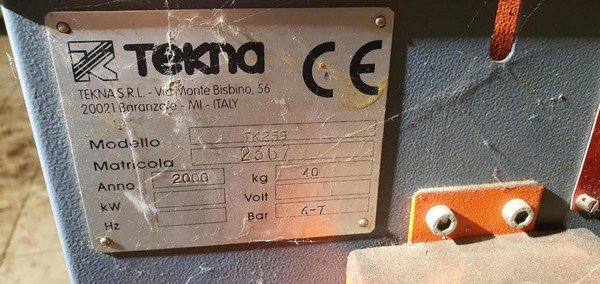 TEKNA
CE
TEKNA S.R.L. - Via Monte Bisbino, 56
20021 Baranzate - MI - ITALY
Modello TK259
Matricola 2367
Anno 2000 kg 40
kW Volt
Hz Bar 6-7